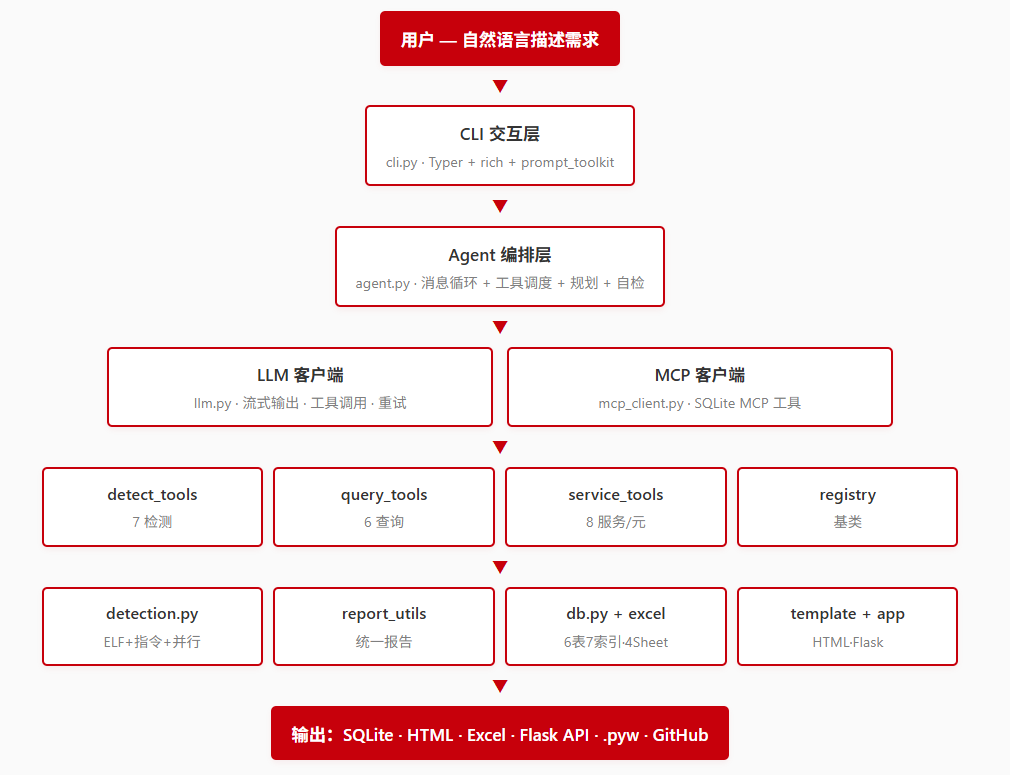 用户 — 自然语言描述需求
CLI 交互层
cli.py · Typer + rich + prompt_toolkit
Agent 编排层
agent.py · 消息循环 + 工具调度 + 规划 + 自检
LLM 客户端
llm.py · 流式输出 · 工具调用 · 重试
MCP 客户端
mcp_client.py · SQLite MCP 工具
detect_tools
7 检测
query_tools
6 查询
service_tools
8 服务/元
registry
基类
detection.py
ELF+指令+并行
report_utils
统一报告
db.py + excel
6表7索引·4Sheet
template + app
HTML·Flask
输出：SQLite · HTML · Excel · Flask API · .pyw · GitHub